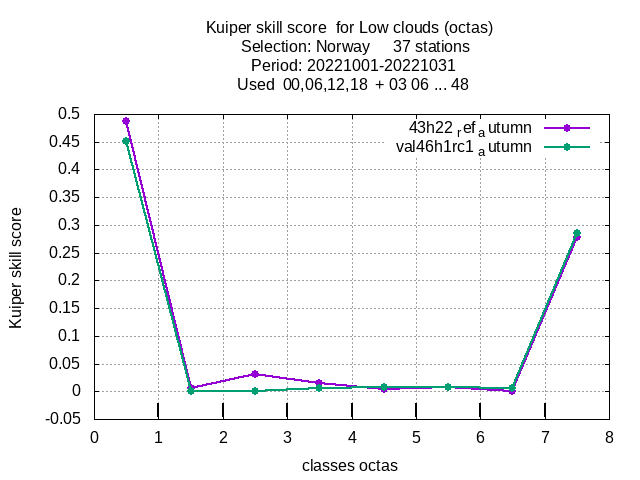 Kuiper skill score  for Low clouds (octas)
Selection: Norway     37 stations
Period: 20221001-20221031
Used  00,06,12,18  + 03 06 ... 48
43h22 ref autumn
val46h1rc1 autumn
0.5
0.45
0.4
0.35
0.3
0.25
0.2
0.15
0.1
0.05
0
-0.05
Kuiper skill score
0 1 2 3 4 5 6 7 8
classes octas